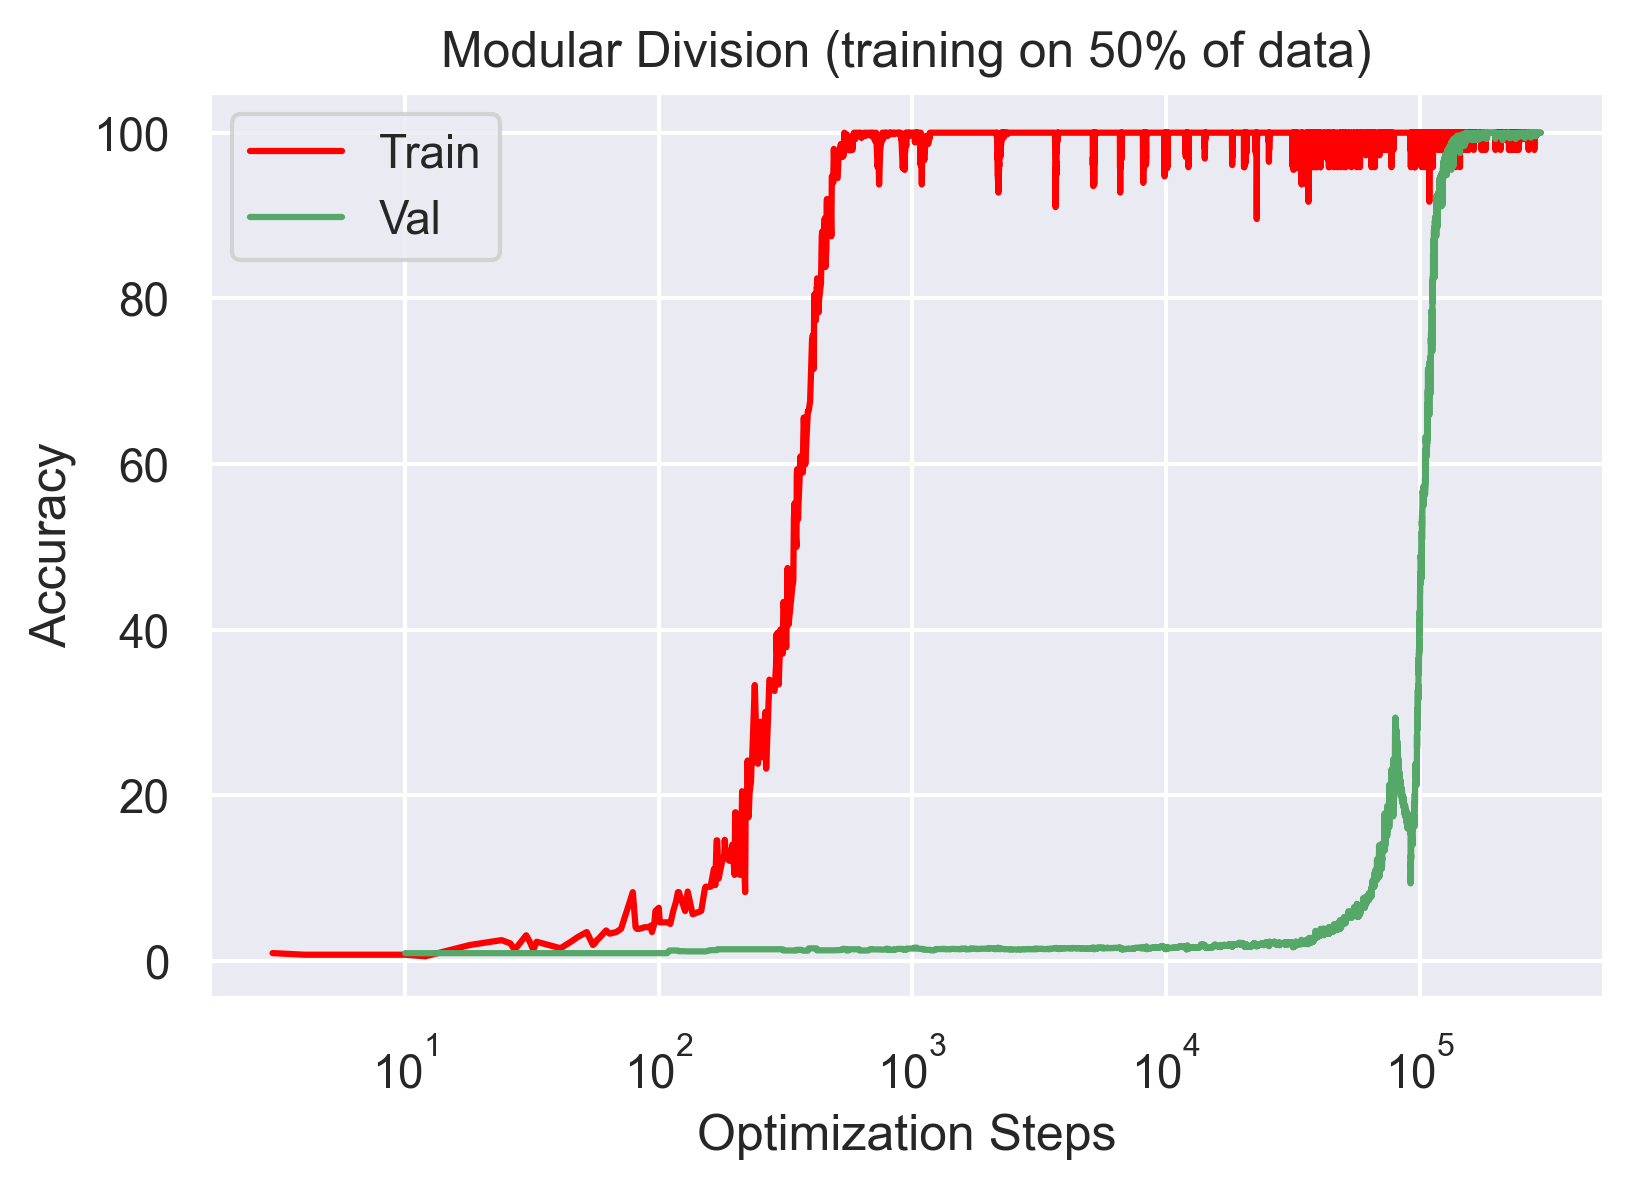 Modular Division (training on 50% of data)
Train
Val
100
80
60
40
20
0
Accuracy
10^1 10^2 10^3 10^4 10^5
Optimization Steps